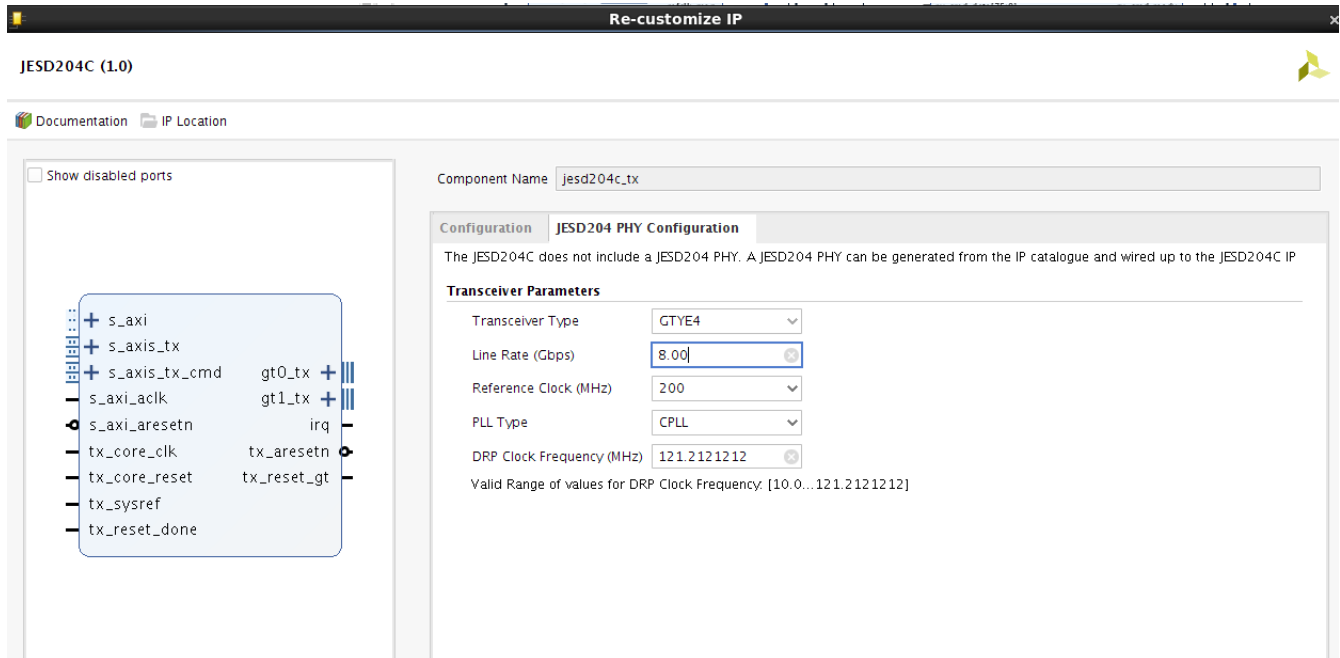 Re-customize IP
JESD204C (1.0)
Documentation IP Location
Show disabled ports
s_axi
s_axis_tx
s_axis_tx_cmd gt0_tx
s_axi_aclk gt1_tx
s_axi_aresetn irq
tx_core_clk tx_aresetn
tx_core_reset tx_reset_gt
tx_sysref
tx_reset_done
Component Name jesd204c_tx
Configuration JESD204 PHY Configuration
The JESD204C does not include a JESD204 PHY. A JESD204 PHY can be generated from the IP catalogue and wired up to the JESD204C IP
Transceiver Parameters
Transceiver Type GTYE4
Line Rate (Gbps) 8.00
Reference Clock (MHz) 200
PLL Type CPLL
DRP Clock Frequency (MHz) 121.2121212
Valid Range of values for DRP Clock Frequency: [10.0...121.2121212]